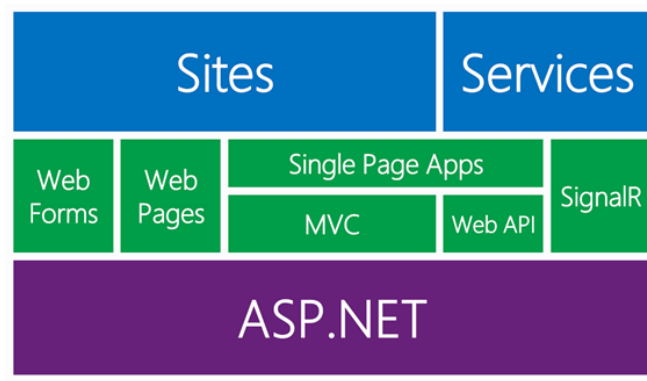 Sites
Services
Web
Forms
Web
Pages
Single Page Apps
MVC
Web API
SignalR
ASP.NET